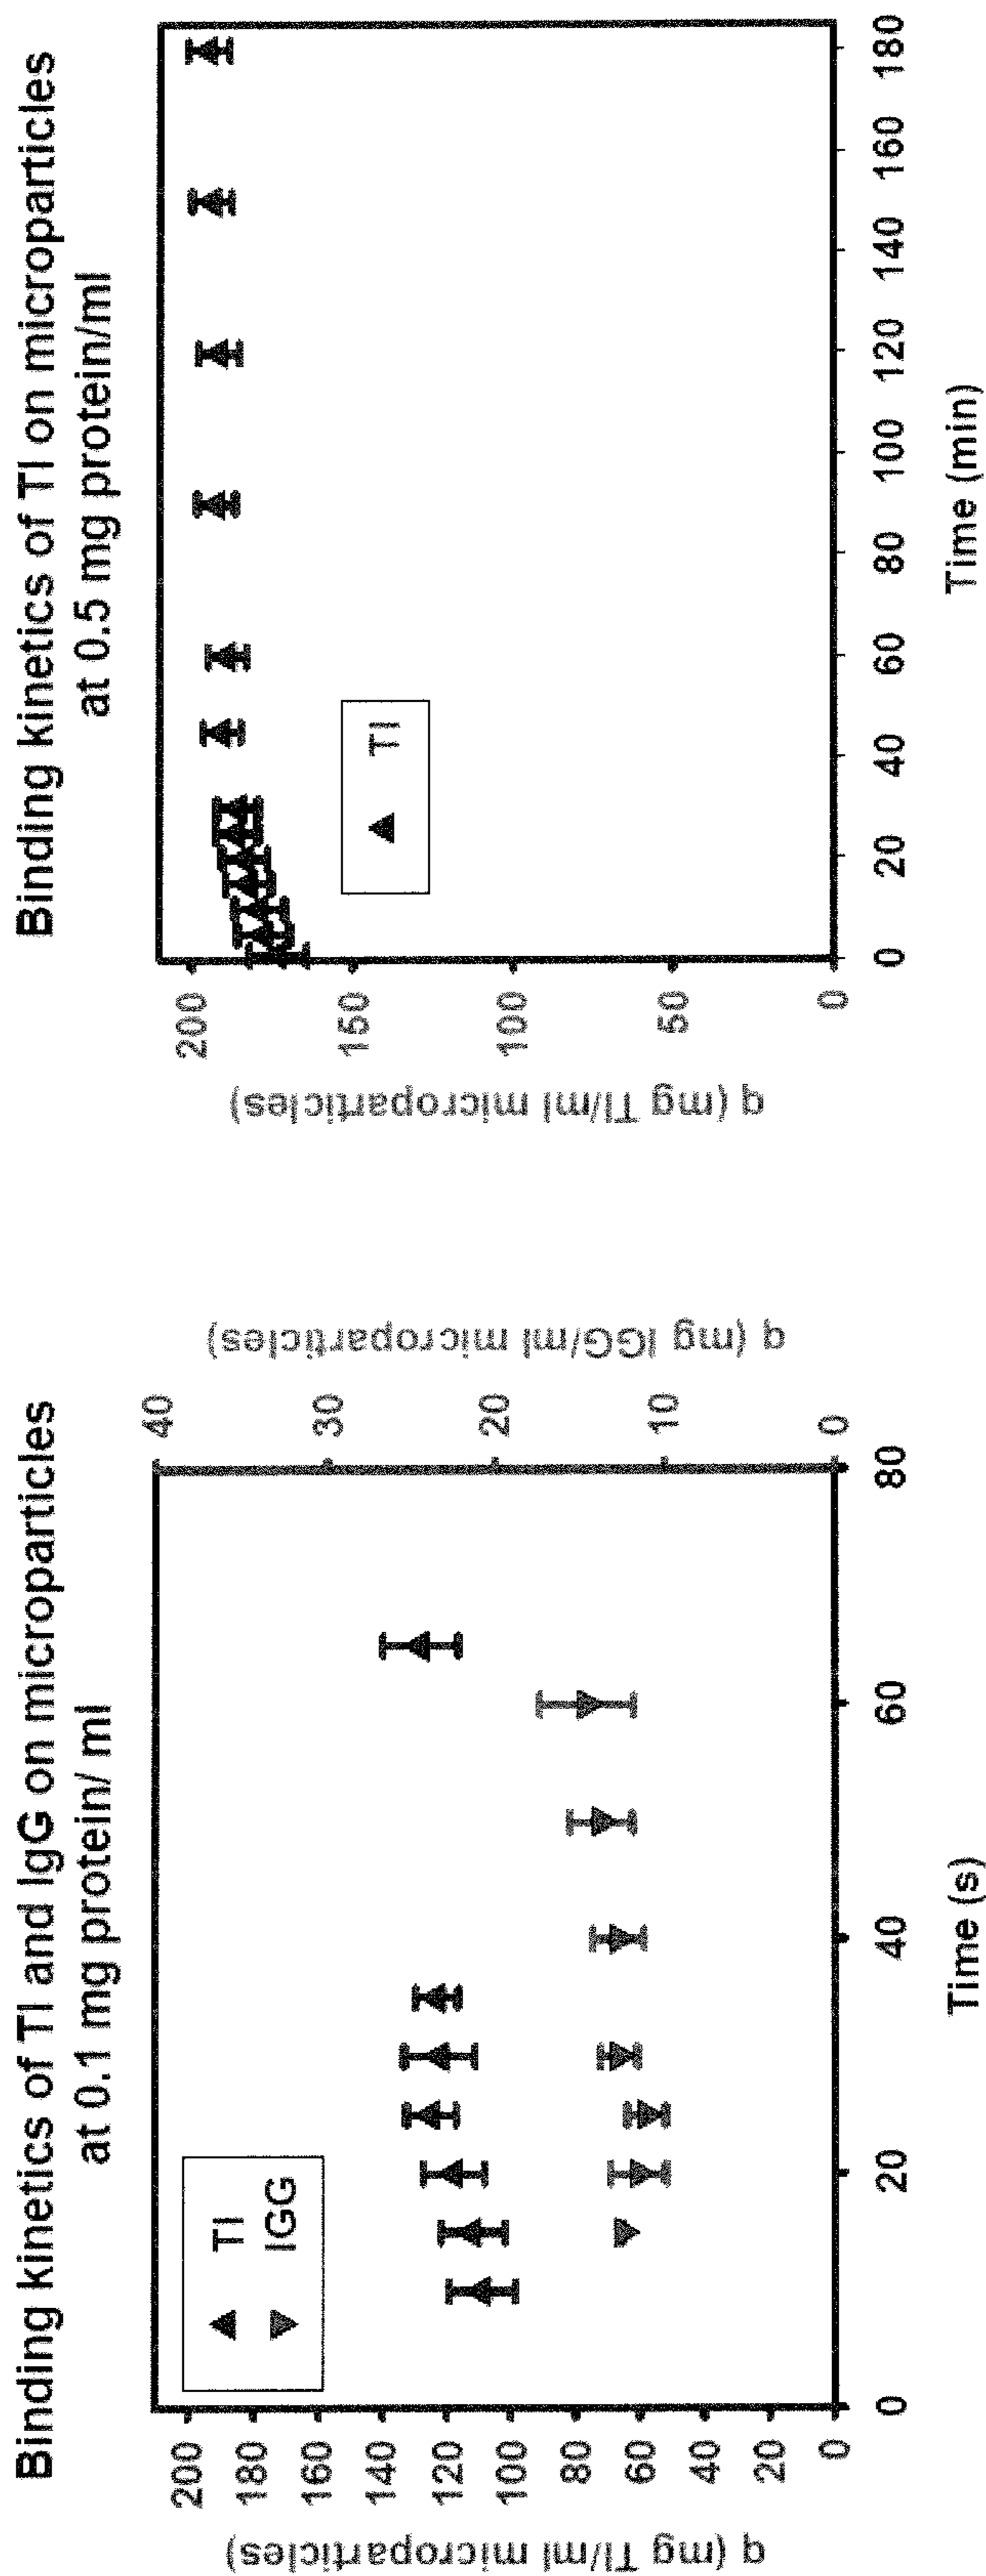 Binding kinetics of TI and IgG on microparticles
at 0.1 mg protein/ ml
q (mg TI/ml microparticles)
200
180
160
140
120
100
80
60
40
20
0
TI
IGG
40
30
20
10
0
q (mg IGG/ml microparticles)
0 20 40 60 80
Time (s)
Binding kinetics of TI on microparticles
at 0.5 mg protein/ml
q (mg TI/ml microparticles)
200
150
100
50
0
TI
0 20 40 60 80 100 120 140 160 180
Time (min)